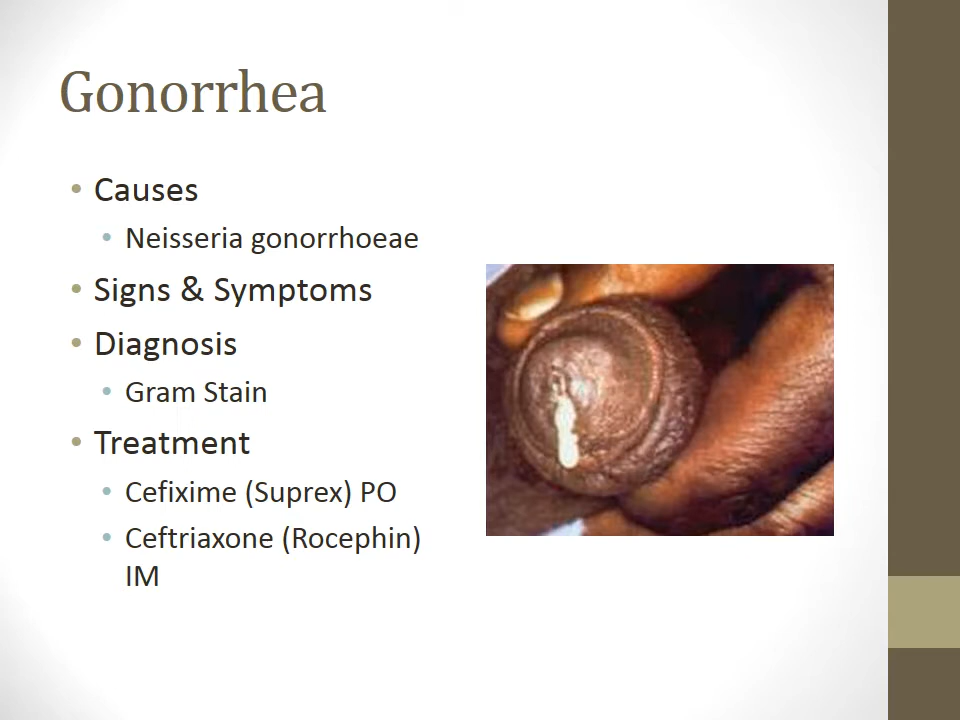 Gonorrhea
• Causes
• Neisseria gonorrhoeae
• Signs & Symptoms
• Diagnosis
• Gram Stain
• Treatment
• Cefixime (Suprex) PO
• Ceftriaxone (Rocephin)
IM